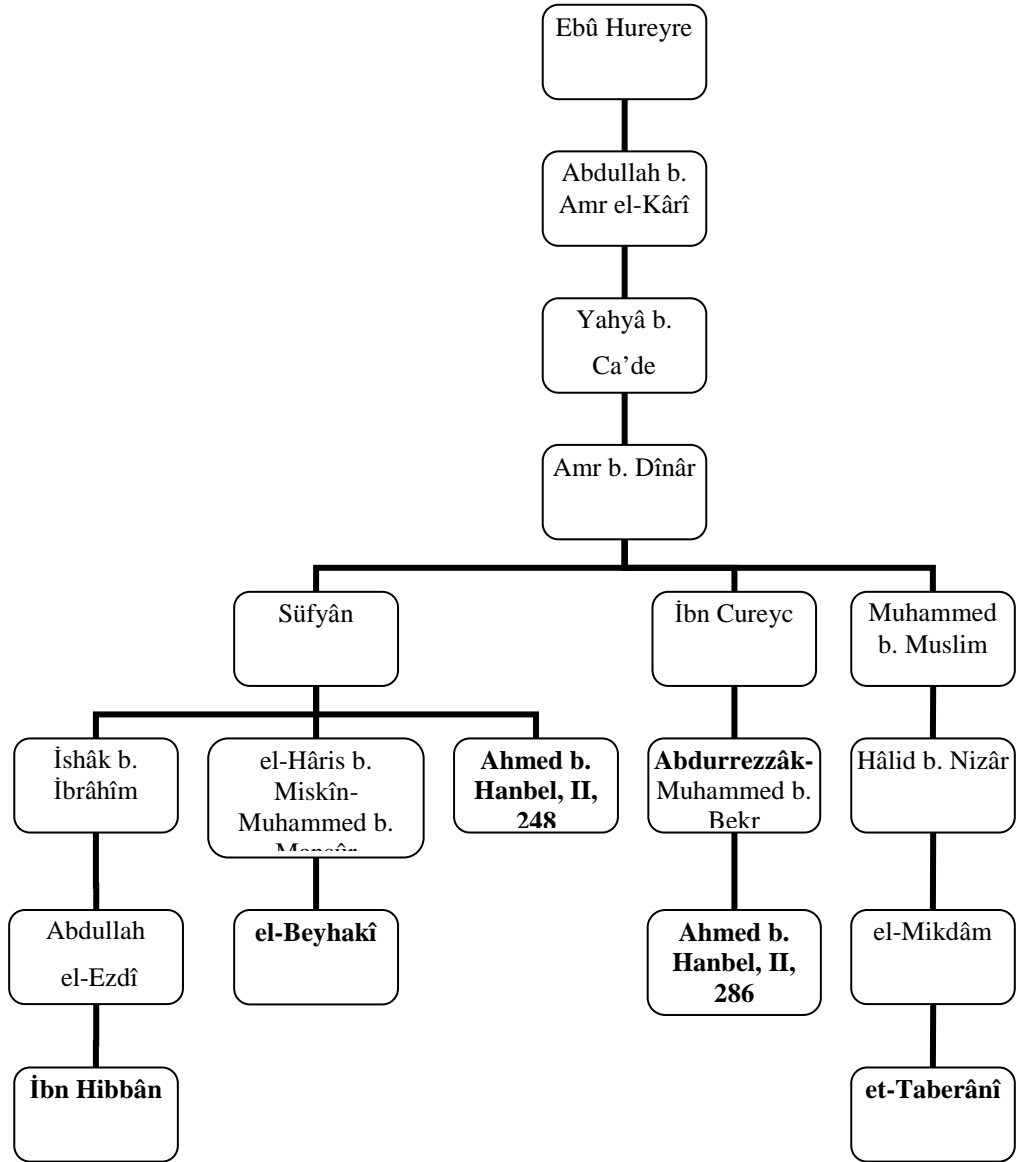 Ebû Hureyre
Abdullah b.
Amr el-Kârî
Yahyâ b.
Ca’de
Amr b. Dînâr
Süfyân
İbn Cureyc
Muhammed
b. Muslim
İshâk b.
İbrâhîm
el-Hâris b.
Miskîn-
Muhammed b.
Mansûr
Ahmed b.
Hanbel, II,
248
Abdurrezzâk-
Muhammed b.
Bekr
Hâlid b. Nizâr
Abdullah
el-Ezdî
el-Beyhakî
Ahmed b.
Hanbel, II,
286
el-Mikdâm
İbn Hibbân
et-Taberânî